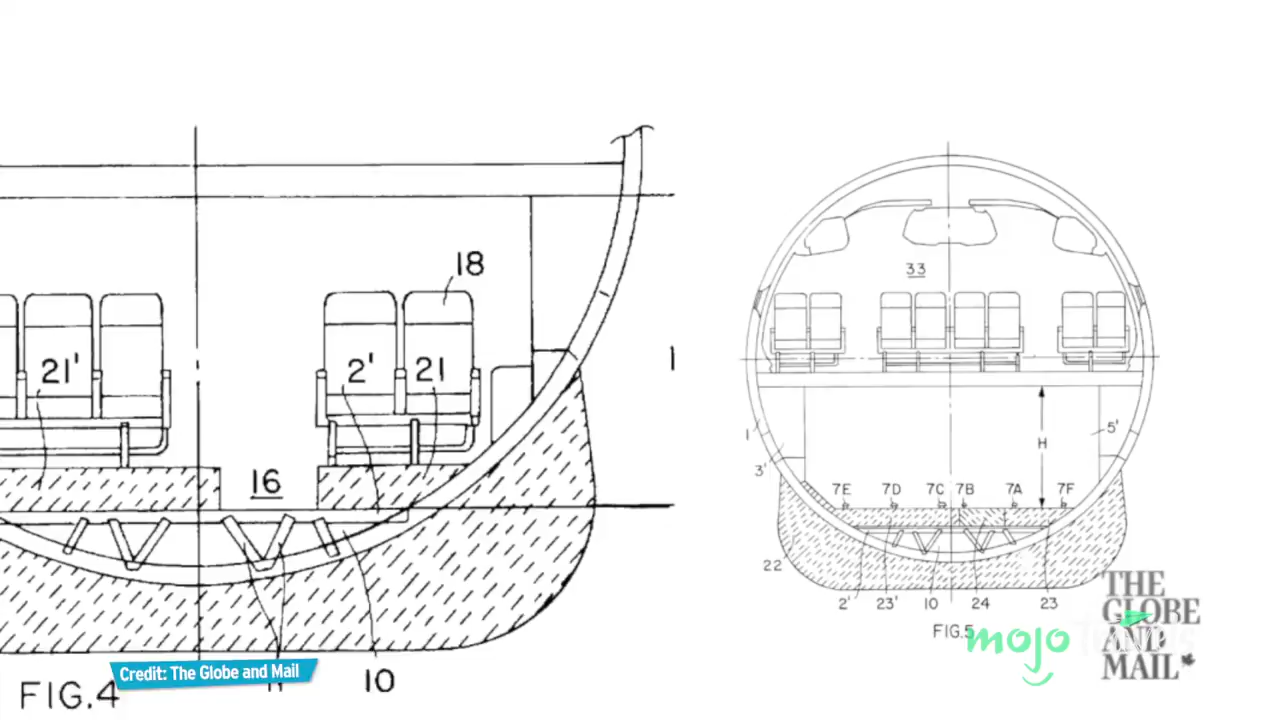 18
21'
2'
21
16
1
FIG.4
Credit: The Globe and Mail
10
33
H
5'
1
3'
7E
7D
7C
7B
7A
7F
22
2'
23'
10
24
23
FIG.5
mojo
THE
GLOBE
AND
MAIL